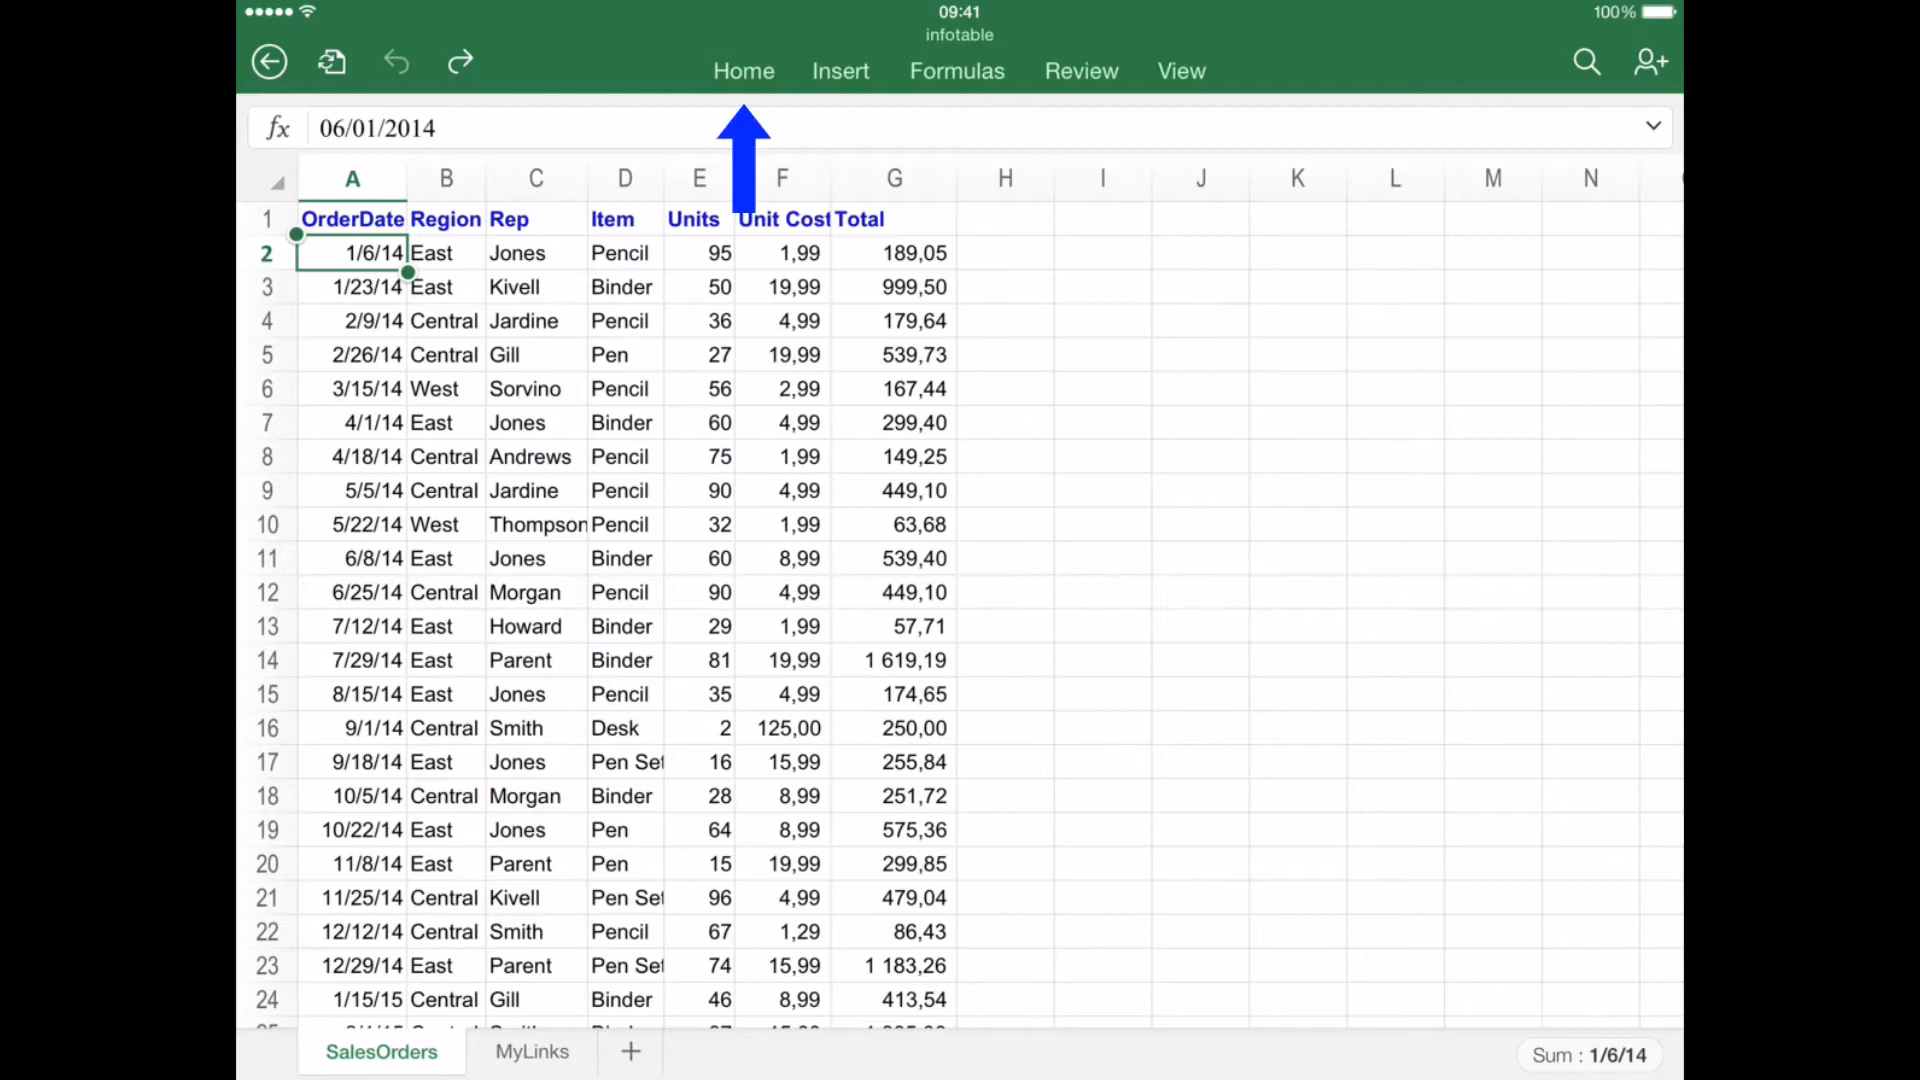 09:41
100%
infotable
Home Insert Formulas Review View
fx 06/01/2014
A B C D E F G H I J K L M N
1 OrderDate Region Rep Item Units Unit Cost Total
2 1/6/14 East Jones Pencil 95 1,99 189,05
3 1/23/14 East Kivell Binder 50 19,99 999,50
4 2/9/14 Central Jardine Pencil 36 4,99 179,64
5 2/26/14 Central Gill Pen 27 19,99 539,73
6 3/15/14 West Sorvino Pencil 56 2,99 167,44
7 4/1/14 East Jones Binder 60 4,99 299,40
8 4/18/14 Central Andrews Pencil 75 1,99 149,25
9 5/5/14 Central Jardine Pencil 90 4,99 449,10
10 5/22/14 West Thompson Pencil 32 1,99 63,68
11 6/8/14 East Jones Binder 60 8,99 539,40
12 6/25/14 Central Morgan Pencil 90 4,99 449,10
13 7/12/14 East Howard Binder 29 1,99 57,71
14 7/29/14 East Parent Binder 81 19,99 1 619,19
15 8/15/14 East Jones Pencil 35 4,99 174,65
16 9/1/14 Central Smith Desk 2 125,00 250,00
17 9/18/14 East Jones Pen Set 16 15,99 255,84
18 10/5/14 Central Morgan Binder 28 8,99 251,72
19 10/22/14 East Jones Pen 64 8,99 575,36
20 11/8/14 East Parent Pen 15 19,99 299,85
21 11/25/14 Central Kivell Pen Set 96 4,99 479,04
22 12/12/14 Central Smith Pencil 67 1,29 86,43
23 12/29/14 East Parent Pen Set 74 15,99 1 183,26
24 1/15/15 Central Gill Binder 46 8,99 413,54
SalesOrders MyLinks +
Sum : 1/6/14